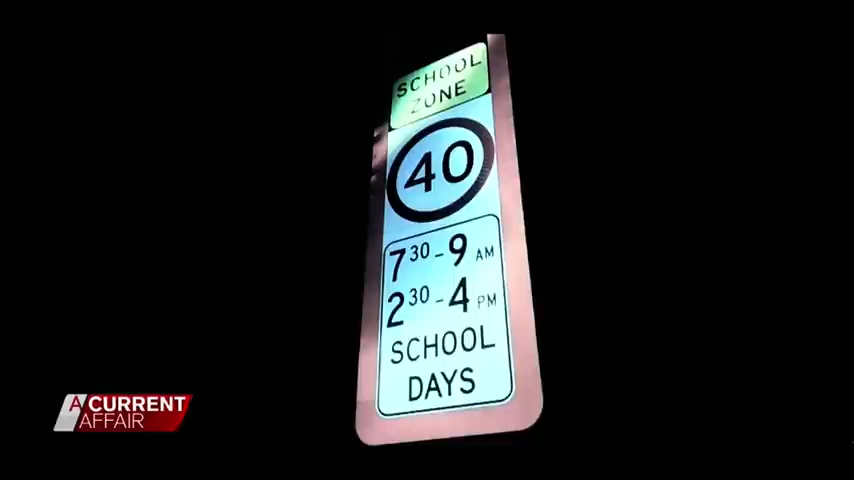 SCHOOL
ZONE
40
7³⁰-9 AM
2³⁰-4 PM
SCHOOL
DAYS
A CURRENT
AFFAIR